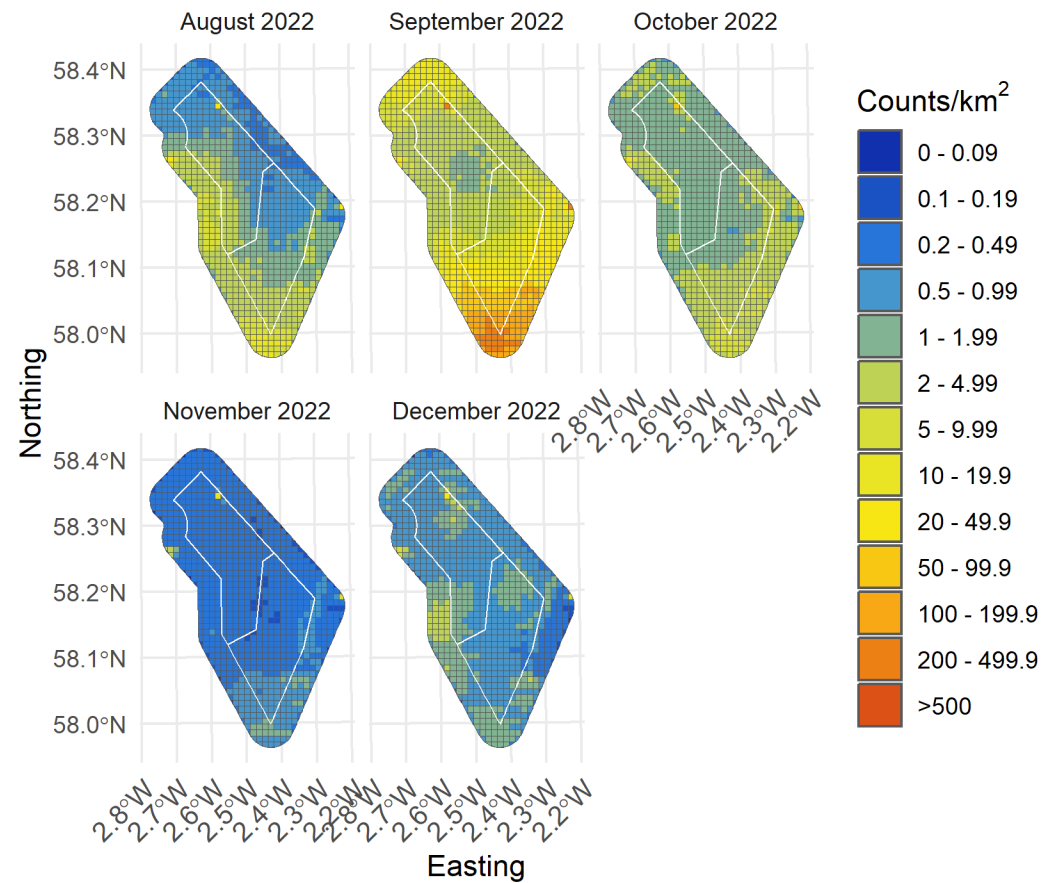 August 2022
September 2022
October 2022
58.4°N
58.3°N
58.2°N
58.1°N
58.0°N
2.8°W
2.7°W
2.6°W
2.5°W
2.4°W
2.3°W
2.2°W
November 2022
December 2022
58.4°N
58.3°N
58.2°N
58.1°N
58.0°N
2.8°W
2.7°W
2.6°W
2.5°W
2.4°W
2.3°W
2.2°W
2.8°W
2.7°W
2.6°W
2.5°W
2.4°W
2.3°W
2.2°W
Northing
Easting
Counts/km²
0 - 0.09
0.1 - 0.19
0.2 - 0.49
0.5 - 0.99
1 - 1.99
2 - 4.99
5 - 9.99
10 - 19.9
20 - 49.9
50 - 99.9
100 - 199.9
200 - 499.9
>500